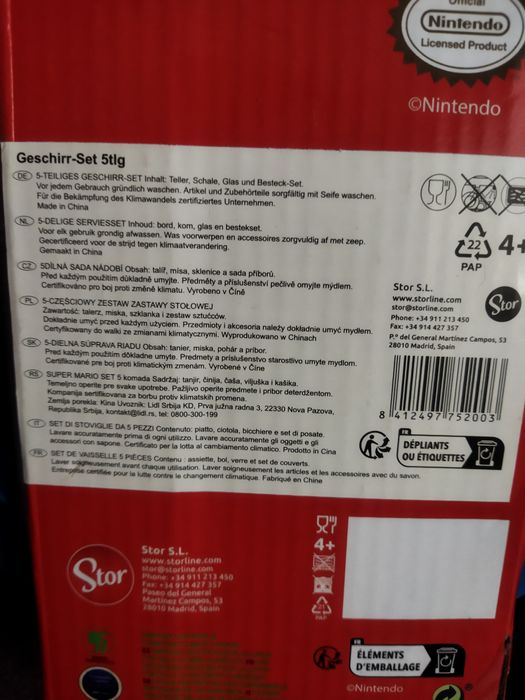 Official
Nintendo
Licensed Product
©Nintendo
Geschirr-Set 5tlg
DE 5-TEILIGES GESCHIRR-SET Inhalt: Teller, Schale, Glas und Besteck-Set.
Vor jedem Gebrauch gründlich waschen. Artikel und Zubehörteile sorgfältig mit Seife waschen.
Für die Bekämpfung des Klimawandels zertifiziertes Unternehmen.
Made in China
NL 5-DELIGE SERVIESSET Inhoud: bord, kom, glas en bestekset.
Voor elk gebruik grondig afwassen. Was voorwerpen en accessoires zorgvuldig af met zeep.
Gecertificeerd voor de strijd tegen klimaatverandering.
Gemaakt in China
CZ 5DÍLNÁ SADA NÁDOBÍ Obsah: talíř, mísa, sklenice a sada příborů.
Před každým použitím důkladně umyjte. Předměty a příslušenství pečlivě omyjte mýdlem.
Certifikováno pro boj proti změně klimatu. Vyrobeno v Číně
PL 5-CZĘŚCIOWY ZESTAW ZASTAWY STOŁOWEJ
Zawartość: talerz, miska, szklanka i zestaw sztućców.
Dokładnie umyć przed każdym użyciem. Przedmioty i akcesoria należy dokładnie umyć mydłem.
Certyfikowany do walki ze zmianami klimatycznymi. Wyprodukowano w Chinach
SK 5-DIELNA SÚPRAVA RIADU Obsah: tanier, miska, pohár a príbor.
Pred každým použitím dôkladne umyte. Predmety a príslušenstvo starostlivo umyte mydlom.
Certifikované pre boj proti klimatickým zmenám. Vyrobené v Číne
RS SUPER MARIO SET 5 komada Sadržaj: tanjir, činija, čaša, viljuška i kašika.
Temeljno operite pre svake upotrebe. Pažljivo operite predmete i pribor deterdžentom.
Kompanija sertifikovana za borbu protiv klimatskih promena.
Zemlja porekla: Kina Uvoznik: Lidl Srbija KD, Prva južna radna 3, 22330 Nova Pazova,
Republika Srbija, kontakt@lidl.rs, tel: 0800-300-199
IT SET DI STOVIGLIE DA 5 PEZZI Contenuto: piatto, ciotola, bicchiere e set di posate.
Lavare accuratamente prima di ogni utilizzo. Lavare accuratamente gli oggetti e gli
accessori con sapone. Certificato per la lotta al cambiamento climatico. Prodotto in Cina
FR SET DE VAISSELLE 5 PIÈCES Contenu : assiette, bol, verre et set de couverts.
Laver soigneusement avant chaque utilisation. Laver soigneusement les articles et les accessoires avec du savon.
Entreprise certifiée pour la lutte contre le changement climatique. Fabriqué en Chine
22
PAP
4+
Stor S.L.
www.storline.com
stor@storline.com
Phone: +34 911 213 450
Fax: +34 914 427 357
P.º del General Martínez Campos, 53
28010 Madrid, Spain
Stor
8 412497 752003
FR
DÉPLIANTS
OU ÉTIQUETTES
Stor
Stor S.L.
www.storline.com
stor@storline.com
Phone: +34 911 213 450
Fax: +34 914 427 357
Paseo del General
Martínez Campos, 53
28010 Madrid, Spain
4+
21
PAP
FR
ÉLÉMENTS
D'EMBALLAGE
©Nintendo